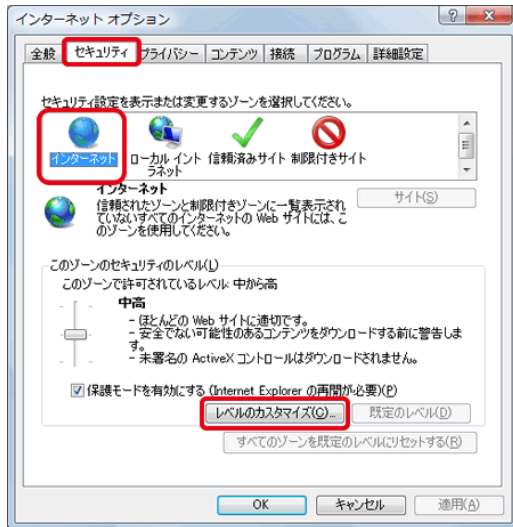 インターネット オプション
全般 セキュリティ プライバシー コンテンツ 接続 プログラム 詳細設定
セキュリティ設定を表示または変更するゾーンを選択してください。
インターネット ローカル イントラネット 信頼済みサイト 制限付きサイト
インターネット
サイト(S)
信頼されたゾーンと制限付きゾーンに一覧表示され
ていないすべてのインターネットの Web サイトには、こ
のゾーンを使用してください。
このゾーンのセキュリティのレベル(L)
このゾーンで許可されているレベル: 中から高
中高
- ほとんどの Web サイトに適切です。
- 安全でない可能性のあるコンテンツをダウンロードする前に警告しま
す。
- 未署名の ActiveX コントロールはダウンロードされません。
保護モードを有効にする (Internet Explorer の再開が必要)(P)
レベルのカスタマイズ(C)... 既定のレベル(D)
すべてのゾーンを既定のレベルにリセットする(R)
OK キャンセル 適用(A)